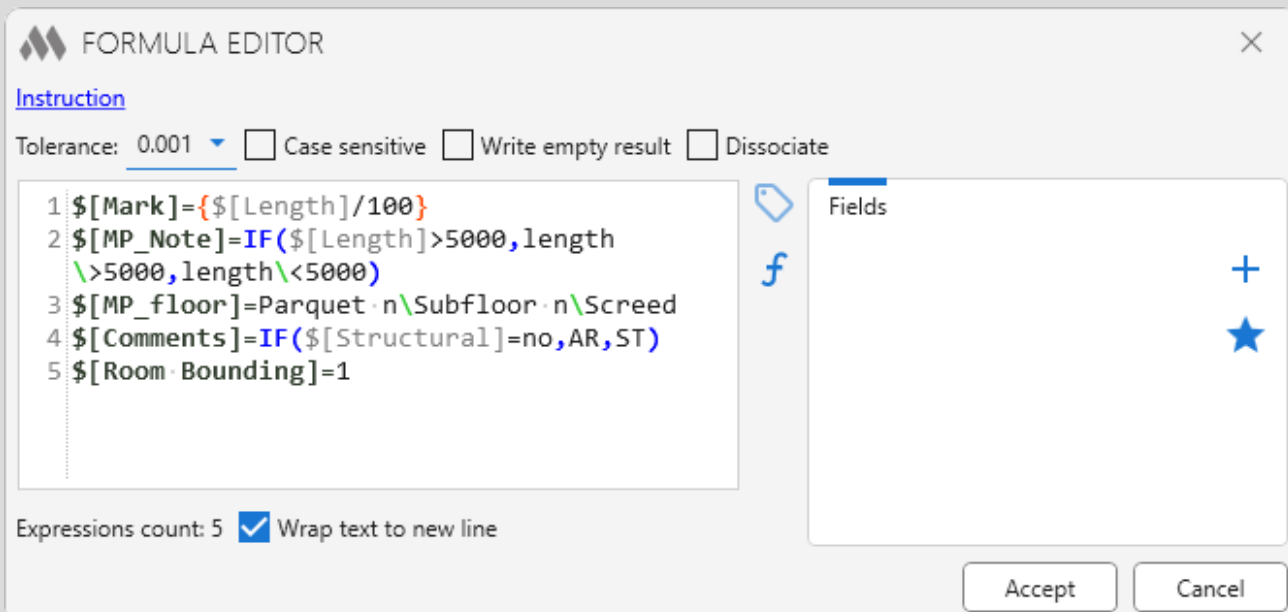 FORMULA EDITOR
Instruction
Tolerance: 0.001 Case sensitive Write empty result Dissociate
1 $[Mark]={$[Length]/100}
2 $[MP_Note]=IF($[Length]>5000,length
\>5000,length\<5000)
3 $[MP_floor]=Parquet·n\Subfloor·n\Screed
4 $[Comments]=IF($[Structural]=no,AR,ST)
5 $[Room·Bounding]=1
f
Fields
Expressions count: 5 Wrap text to new line
Accept Cancel